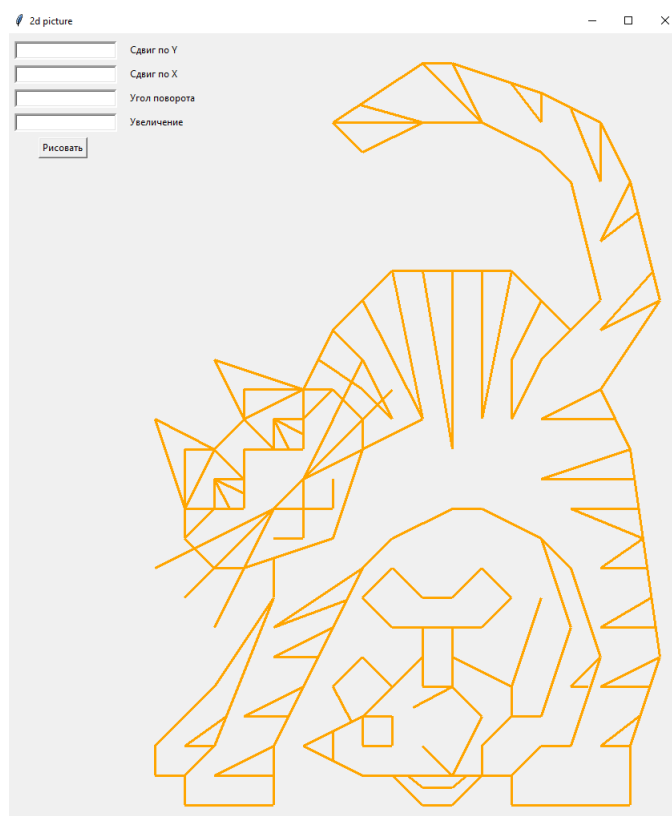 2d picture
Сдвиг по Y
Сдвиг по X
Угол поворота
Увеличение
Рисовать